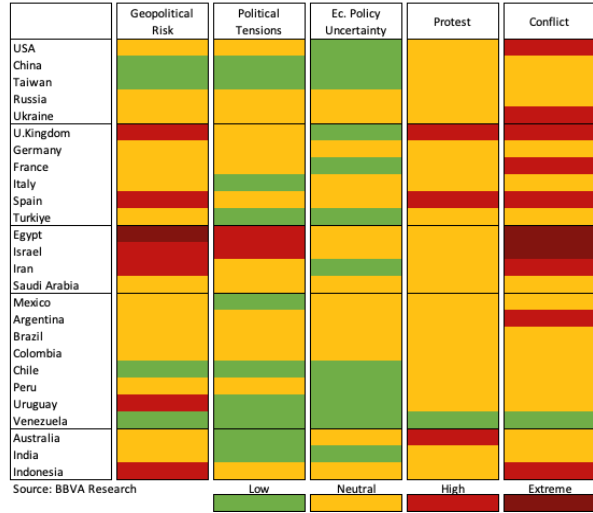 Geopolitical Risk
Political Tensions
Ec. Policy Uncertainty
Protest
Conflict
USA
China
Taiwan
Russia
Ukraine
U.Kingdom
Germany
France
Italy
Spain
Turkiye
Egypt
Israel
Iran
Saudi Arabia
Mexico
Argentina
Brazil
Colombia
Chile
Peru
Uruguay
Venezuela
Australia
India
Indonesia
Source: BBVA Research
Low
Neutral
High
Extreme